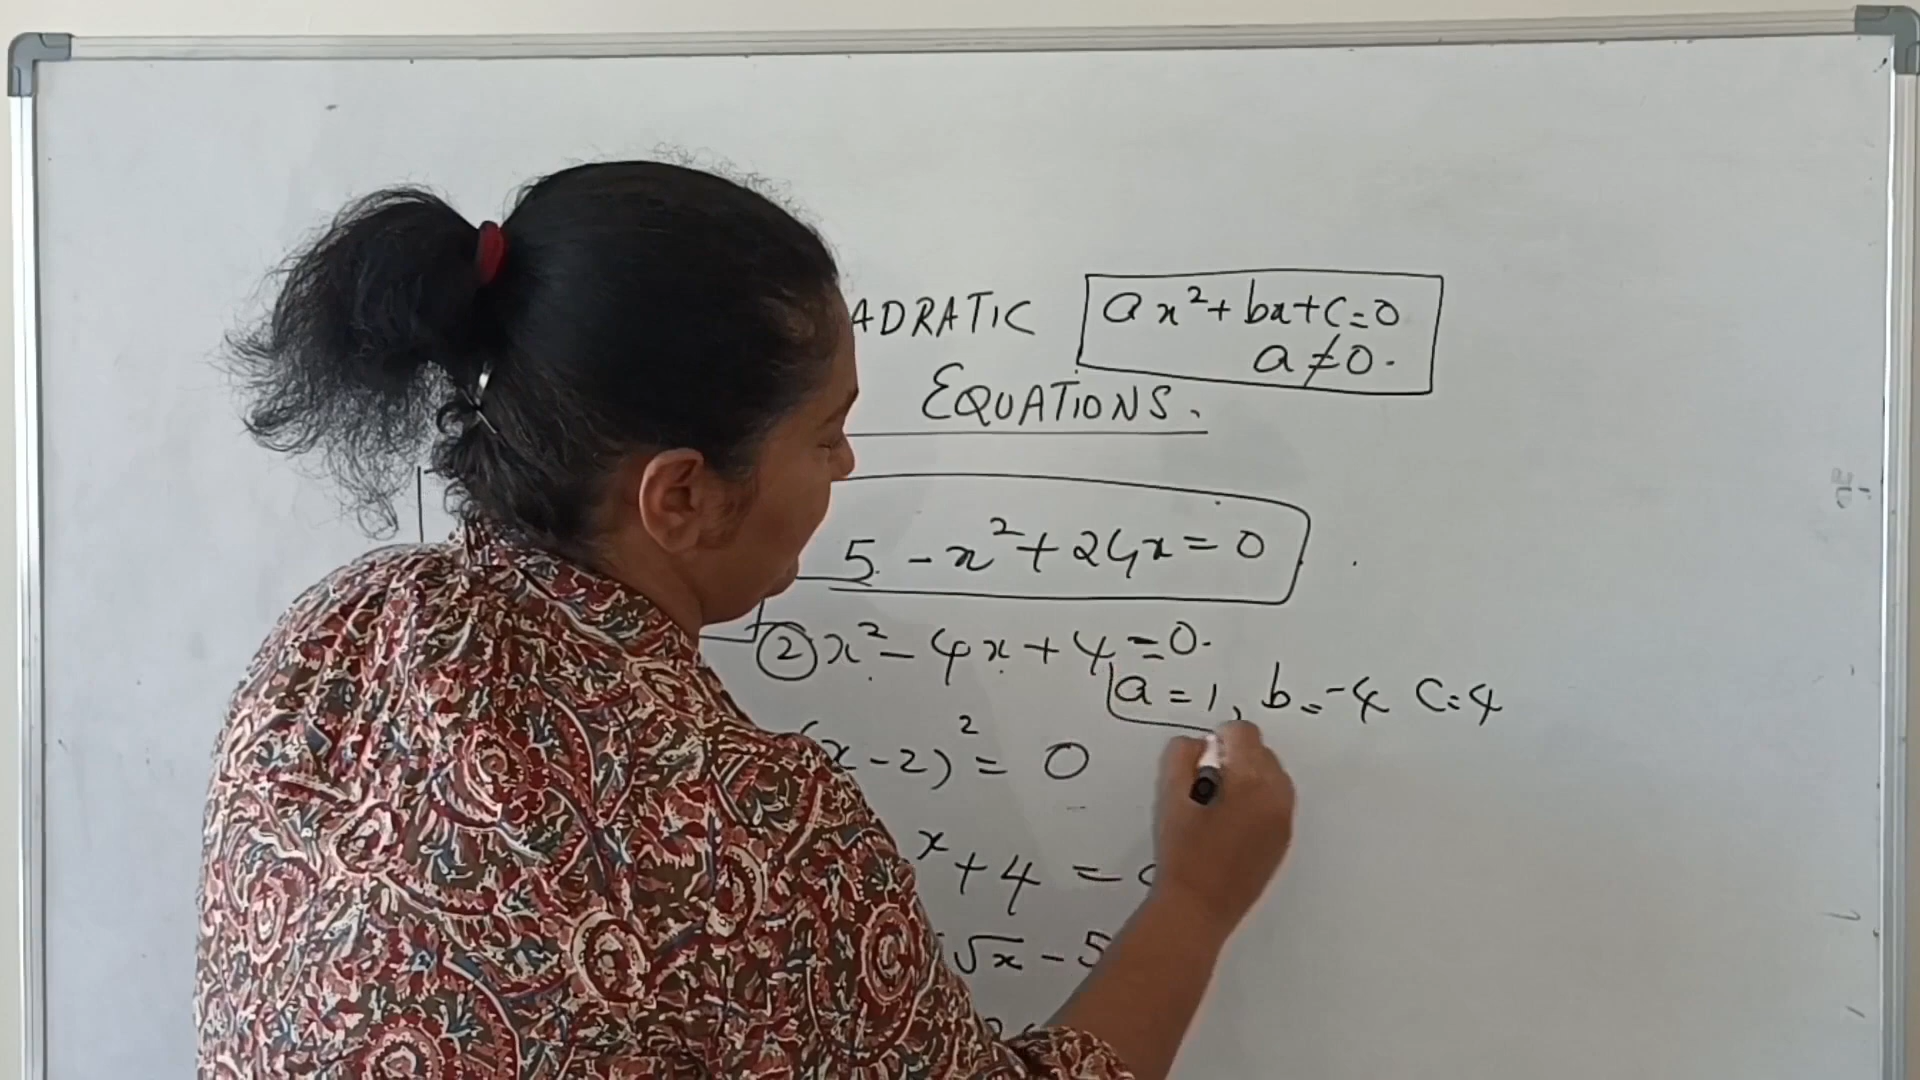 ADRATIC
ax²+bx+c=0
a≠0.
EQUATIONS.
5 - x²+24x=0
② x²-4x+4=0.
a=1, b=-4 c=4
(x-2)²=0
x+4=
√x-5